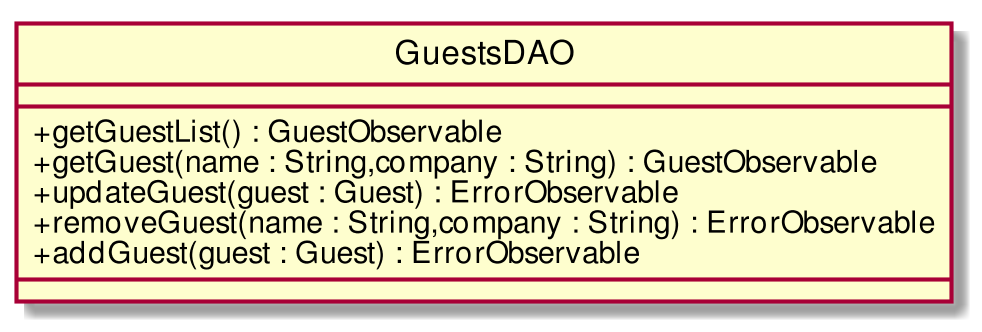 GuestsDAO
+getGuestList() : GuestObservable
+getGuest(name : String,company : String) : GuestObservable
+updateGuest(guest : Guest) : ErrorObservable
+removeGuest(name : String,company : String) : ErrorObservable
+addGuest(guest : Guest) : ErrorObservable